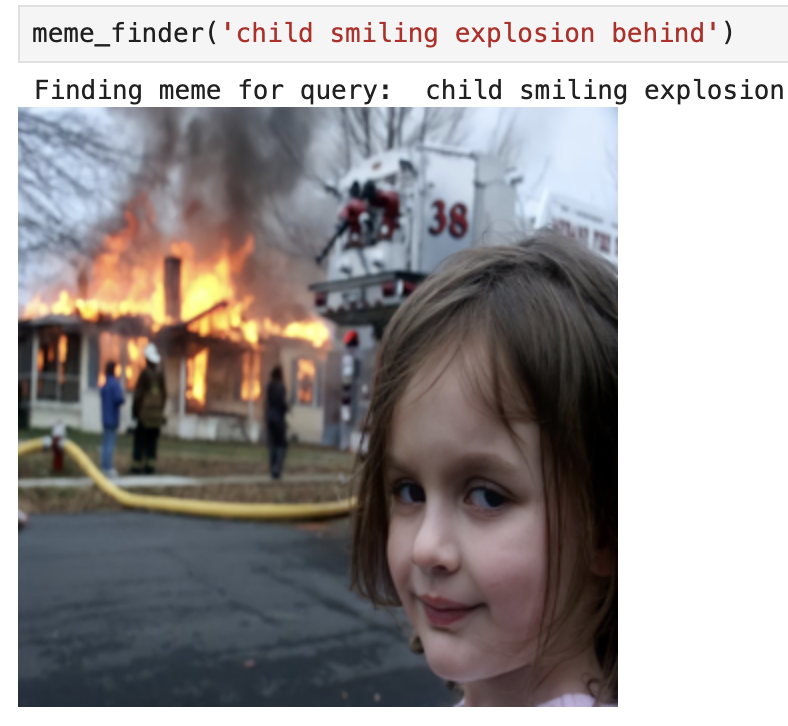 meme_finder('child smiling explosion behind')
Finding meme for query:  child smiling explosion
38